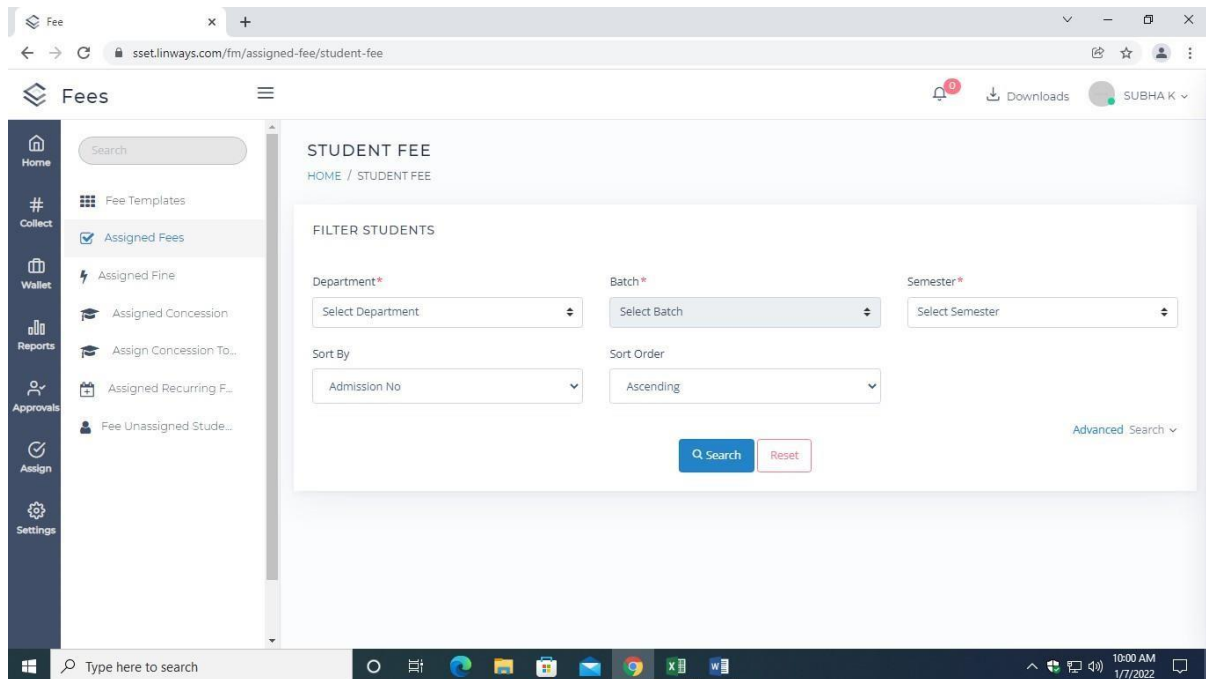 Fee
sset.linways.com/fm/assigned-fee/student-fee
Fees
0
Downloads
SUBHA K
Home
Collect
Wallet
Reports
Approvals
Assign
Settings
Search
Fee Templates
Assigned Fees
Assigned Fine
Assigned Concession
Assign Concession To...
Assigned Recurring F...
Fee Unassigned Stude...
STUDENT FEE
HOME / STUDENT FEE
FILTER STUDENTS
Department* Batch* Semester*
Select Department Select Batch Select Semester
Sort By Sort Order
Admission No Ascending
Advanced Search
Search Reset
Type here to search
10:00 AM
1/7/2022